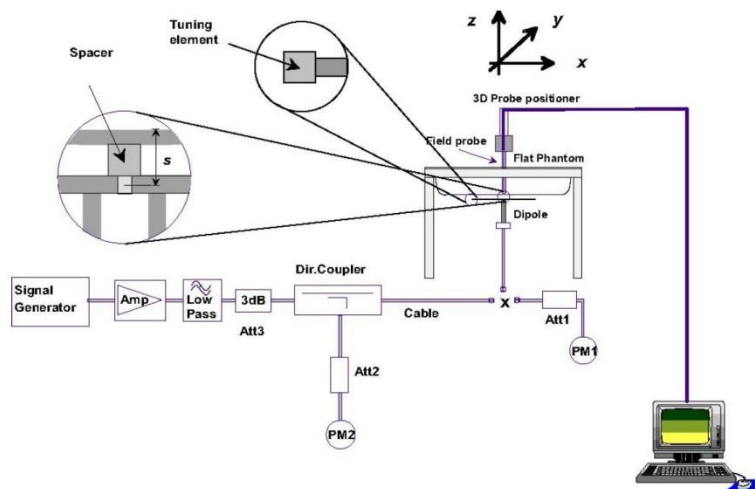 Tuning
element
Spacer
s
z
y
x
3D Probe positioner
Field probe
Flat Phantom
Dipole
Signal
Generator
Amp
Low
Pass
3dB
Att3
Dir.Coupler
Cable
x
Att1
PM1
Att2
PM2